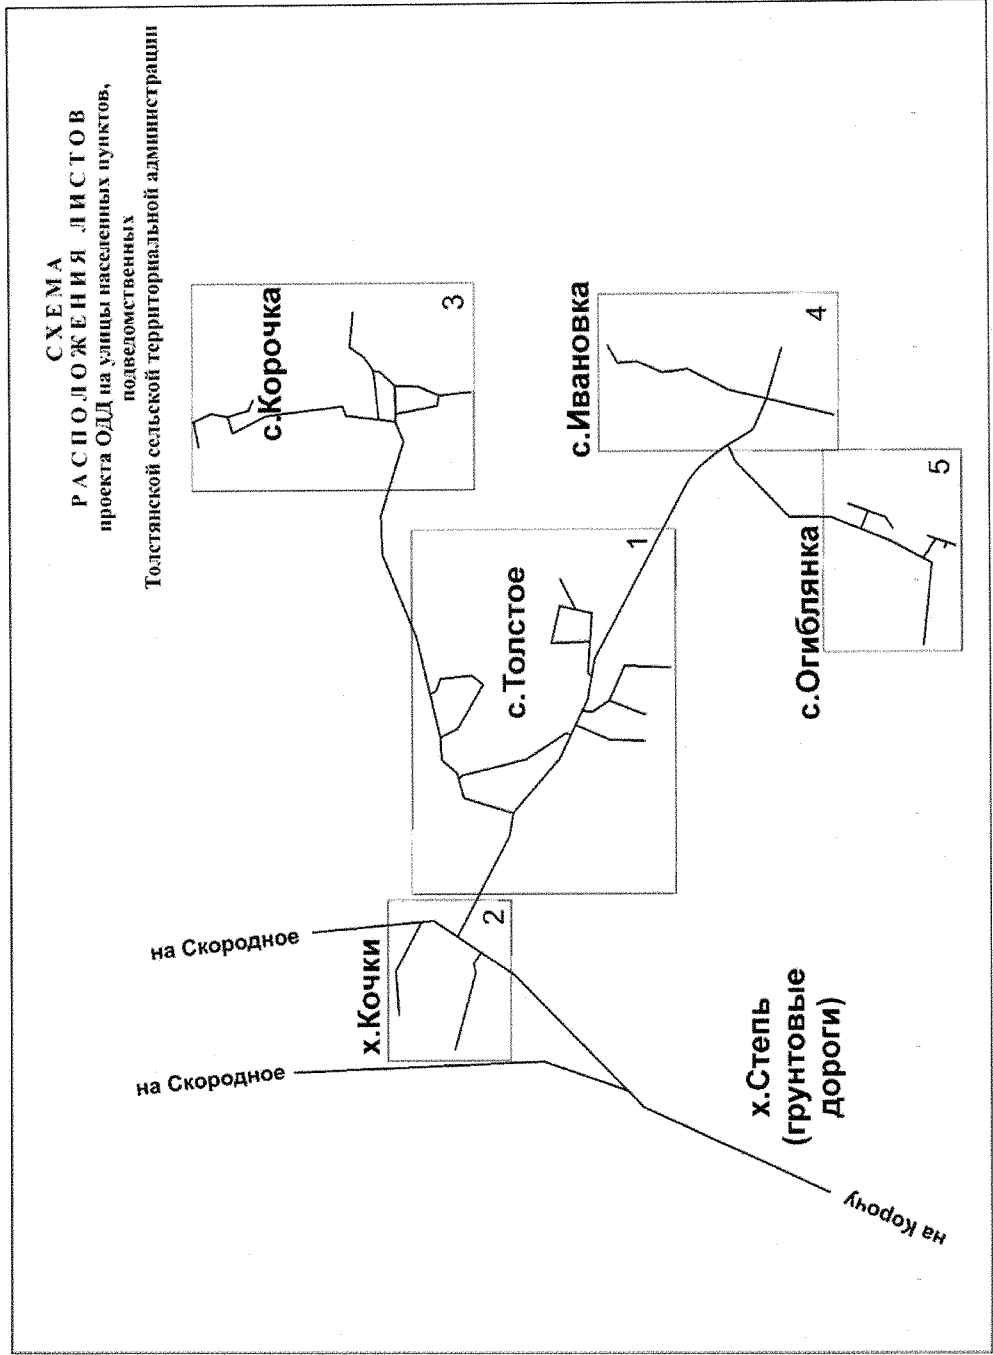 СХЕМА
РАСПОЛОЖЕНИЯ ЛИСТОВ
проекта ОДД на улицы населенных пунктов,
подведомственных
Толстянской сельской территориальной администрации
на Скородное
на Скородное
х.Кочки
2
с.Корочка
3
с.Толстое
1
с.Ивановка
4
с.Огиблянка
5
х.Степь
(грунтовые
дороги)
на Корочу